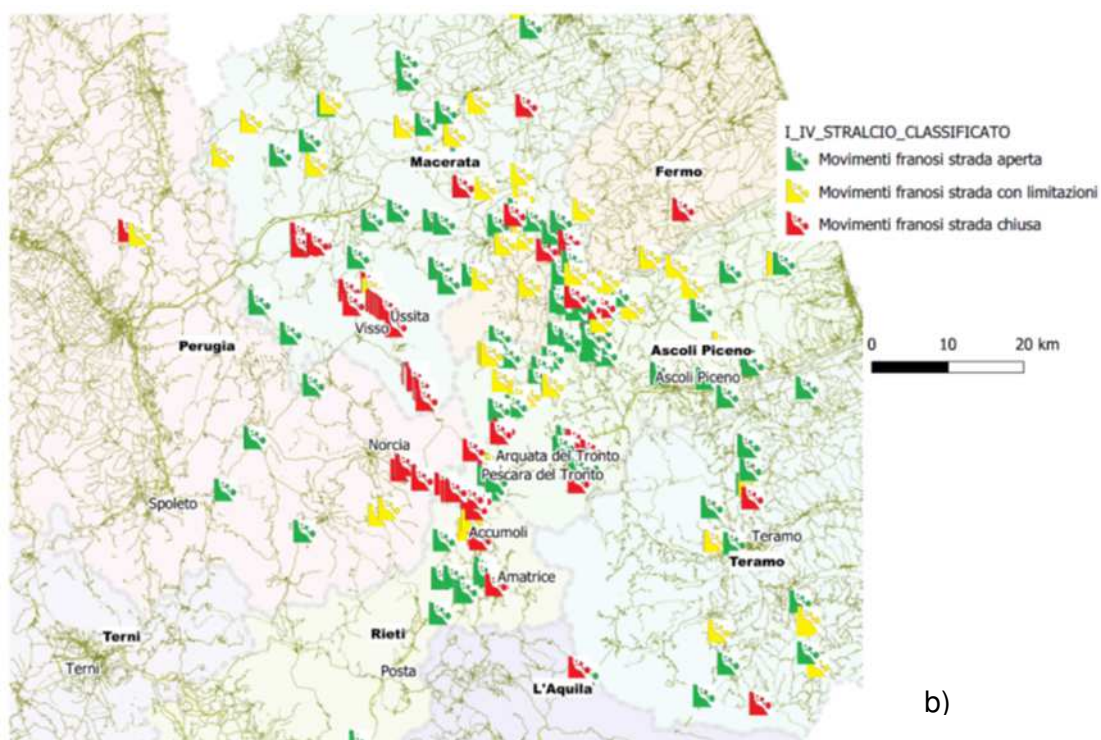 I_IV_STRALCIO_CLASSIFICATO
Movimenti franosi strada aperta
Movimenti franosi strada con limitazioni
Movimenti franosi strada chiusa
Macerata
Fermo
Ussita
Visso
Perugia
Ascoli Piceno
Ascoli Piceno
0 10 20 km
Norcia
Arquata del Tronto
Pescara del Tronto
Spoleto
Accumoli
Teramo
Teramo
Amatrice
Terni
Terni
Rieti
Posta
L'Aquila
b)